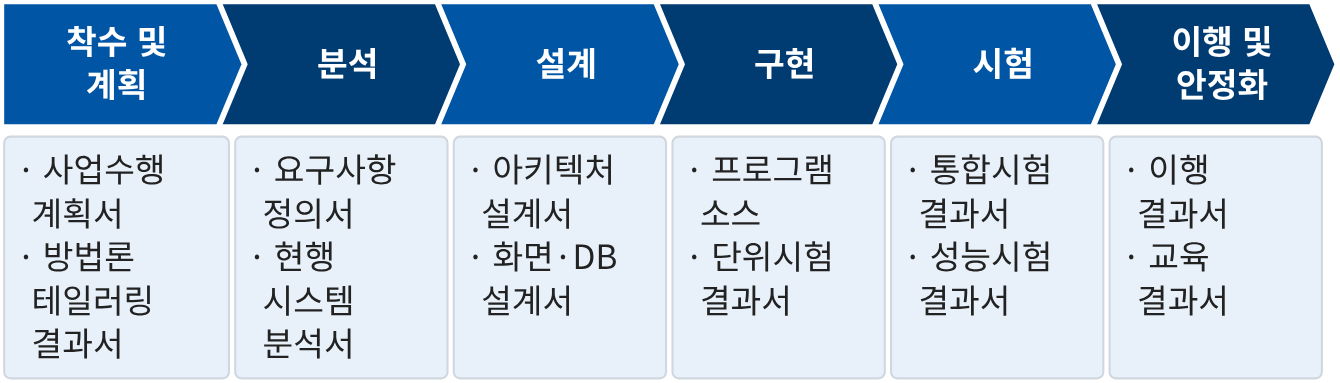 착수 및
계획
분석
설계
구현
시험
이행 및
안정화
· 사업수행
계획서
· 방법론
테일러링
결과서
· 요구사항
정의서
· 현행
시스템
분석서
· 아키텍처
설계서
· 화면·DB
설계서
· 프로그램
소스
· 단위시험
결과서
· 통합시험
결과서
· 성능시험
결과서
· 이행
결과서
· 교육
결과서